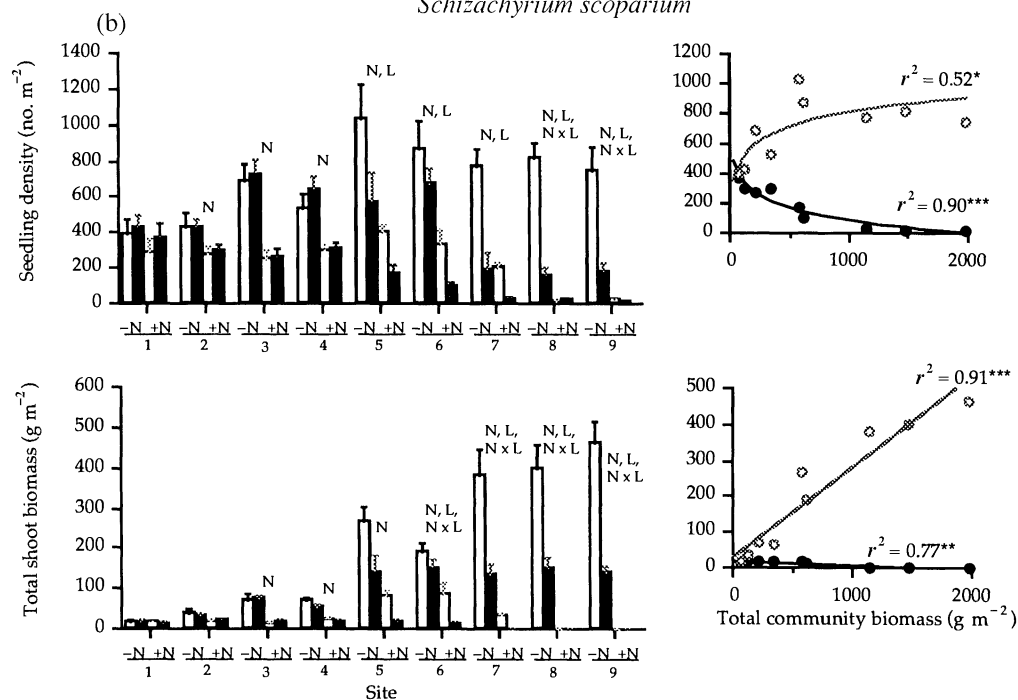 Schizachyrium scoparium
(b)
Seedling density (no. m−2)
1400
1200
1000
800
600
400
200
0
N
N
N
N, L
N, L
N, L
N, L,
N x L
N, L,
N x L
−N +N −N +N −N +N −N +N −N +N −N +N −N +N −N +N −N +N
1 2 3 4 5 6 7 8 9
1200
1000
800
600
400
200
0
r2 = 0.52*
r2 = 0.90***
0 1000 2000
Total shoot biomass (g m−2)
600
500
400
300
200
100
0
N
N
N
N, L,
N x L
N, L,
N x L
N, L,
N x L
N, L,
N x L
−N +N −N +N −N +N −N +N −N +N −N +N −N +N −N +N −N +N
1 2 3 4 5 6 7 8 9
Site
500
400
300
200
100
0
r2 = 0.91***
r2 = 0.77**
0 1000 2000
Total community biomass (g m−2)